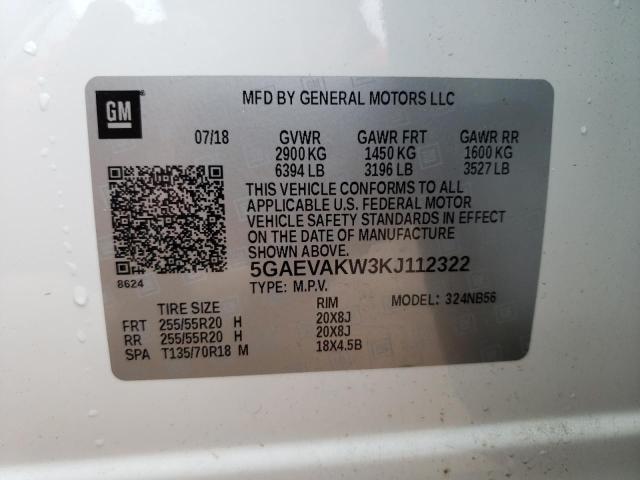 GM
MFD BY GENERAL MOTORS LLC
07/18 GVWR GAWR FRT GAWR RR
2900 KG 1450 KG 1600 KG
6394 LB 3196 LB 3527 LB
THIS VEHICLE CONFORMS TO ALL
APPLICABLE U.S. FEDERAL MOTOR
VEHICLE SAFETY STANDARDS IN EFFECT
ON THE DATE OF MANUFACTURE
SHOWN ABOVE.
8624 5GAEVAKW3KJ112322
TYPE: M.P.V. MODEL: 324NB56
TIRE SIZE RIM
FRT 255/55R20 H 20X8J
RR 255/55R20 H 20X8J
SPA T135/70R18 M 18X4.5B